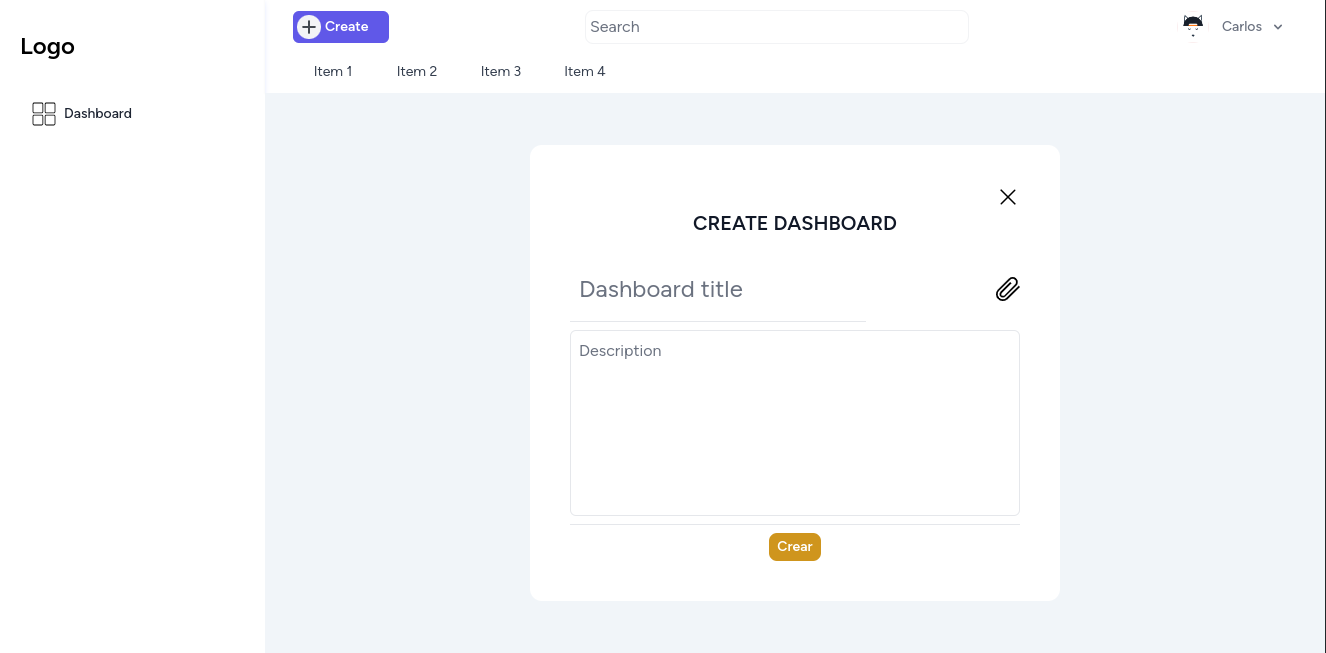 Logo
Dashboard
Create
Search
Carlos
Item 1 Item 2 Item 3 Item 4
CREATE DASHBOARD
Dashboard title
Description
Crear